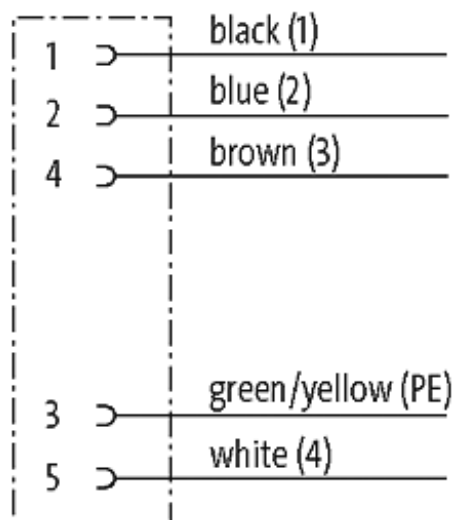 1 black (1)
2 blue (2)
4 brown (3)
3 green/yellow (PE)
5 white (4)